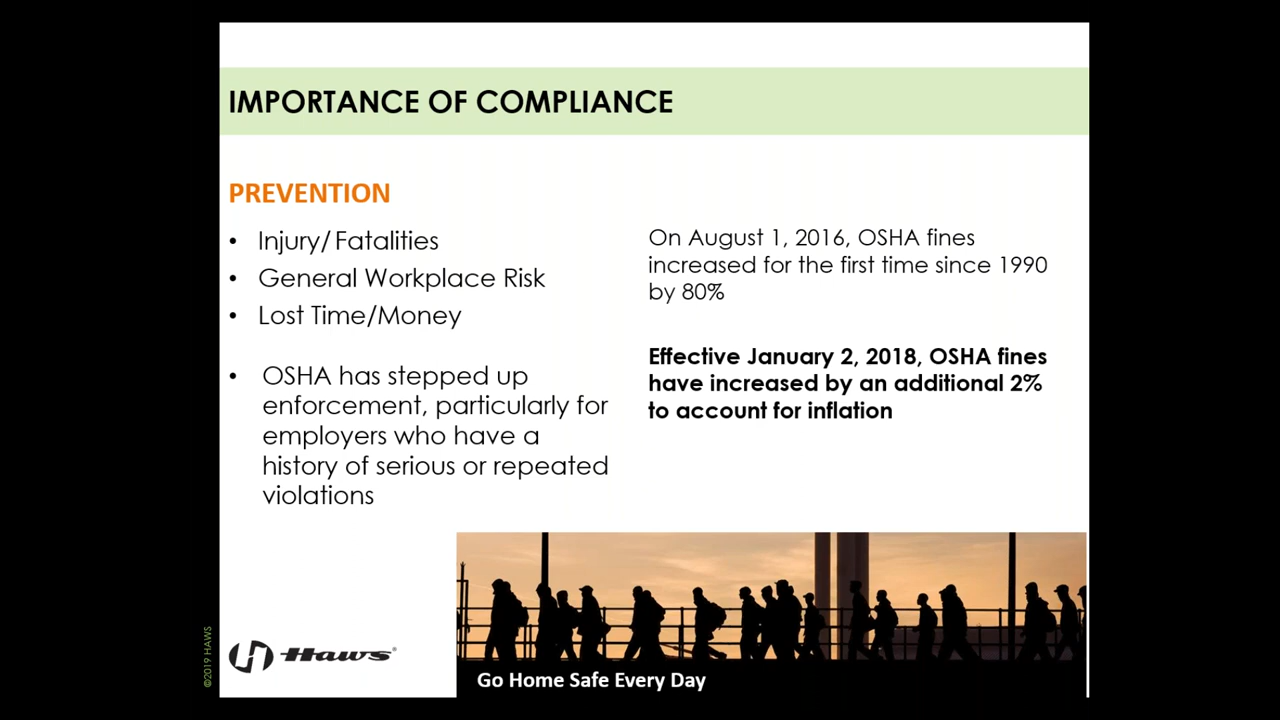 IMPORTANCE OF COMPLIANCE
PREVENTION
• Injury/Fatalities
• General Workplace Risk
• Lost Time/Money
• OSHA has stepped up
enforcement, particularly for
employers who have a
history of serious or repeated
violations
On August 1, 2016, OSHA fines
increased for the first time since 1990
by 80%
Effective January 2, 2018, OSHA fines
have increased by an additional 2%
to account for inflation
©2019 HAWS
Haws®
Go Home Safe Every Day